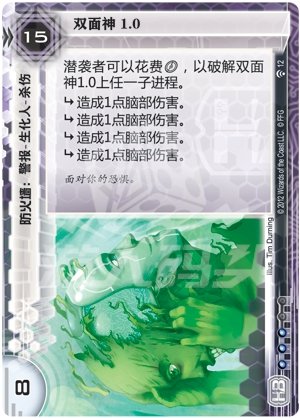 双面神 1.0
15
潜袭者可以花费，以破解双面
神1.0上任一子进程。
造成1点脑部伤害。
造成1点脑部伤害。
造成1点脑部伤害。
造成1点脑部伤害。
面对你的恐惧。
防火墙：警报-生化人-杀伤
12
© 2012 Wizards of the Coast LLC. © FFG
Illus. Tim Durning
8
HB